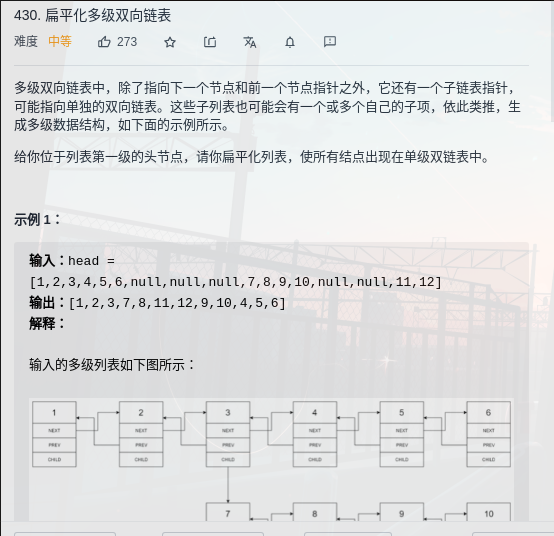 430. 扁平化多级双向链表
难度 中等 273
多级双向链表中，除了指向下一个节点和前一个节点指针之外，它还有一个子链表指针，
可能指向单独的双向链表。这些子列表也可能会有一个或多个自己的子项，依此类推，生
成多级数据结构，如下面的示例所示。
给你位于列表第一级的头节点，请你扁平化列表，使所有结点出现在单级双链表中。
示例 1：
输入：head =
[1,2,3,4,5,6,null,null,null,7,8,9,10,null,null,11,12]
输出：[1,2,3,7,8,11,12,9,10,4,5,6]
解释：
输入的多级列表如下图所示：
1 2 3 4 5 6
NEXT NEXT NEXT NEXT NEXT NEXT
PREV PREV PREV PREV PREV PREV
CHILD CHILD CHILD CHILD CHILD CHILD
7 8 9 10